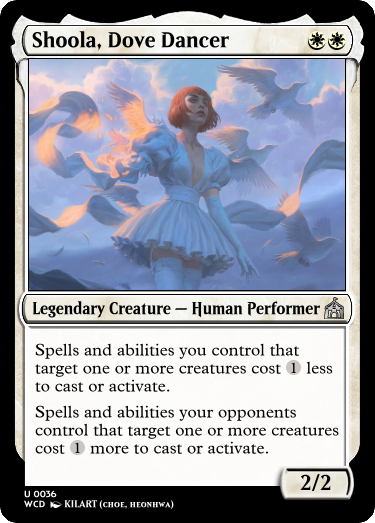 Shoola, Dove Dancer
Legendary Creature — Human Performer
Spells and abilities you control that
target one or more creatures cost 1 less
to cast or activate.
Spells and abilities your opponents
control that target one or more creatures
cost 1 more to cast or activate.
2/2
U 0036
WCD KILART (CHOE, HEONHWA)